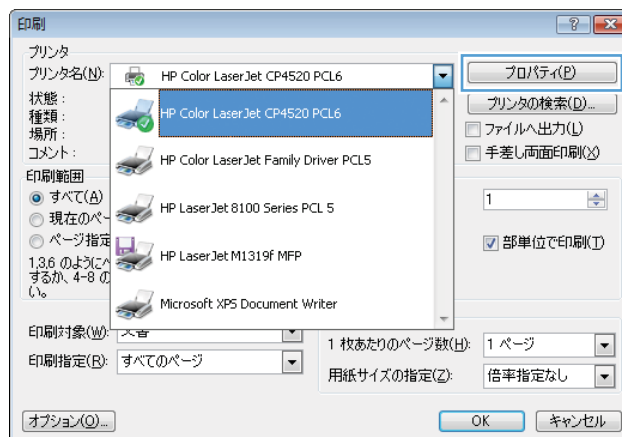 印刷
プリンタ
プリンタ名(N):
HP Color LaserJet CP4520 PCL6
プロパティ(P)
状態 :
HP Color LaserJet CP4520 PCL6
プリンタの検索(D)...
種類 :
場所 :
ファイルへ出力(L)
コメント :
HP Color LaserJet Family Driver PCL5
手差し両面印刷(X)
印刷範囲
すべて(A)
HP LaserJet 8100 Series PCL 5
1
現在のペー
ページ指定
HP LaserJet M1319f MFP
部単位で印刷(T)
1,3,6 のように
するか、4-8 の
い。
Microsoft XPS Document Writer
印刷対象(W):
文書
1 枚あたりのページ数(H):
1 ページ
印刷指定(R):
すべてのページ
用紙サイズの指定(Z):
倍率指定なし
オプション(O)...
OK
キャンセル